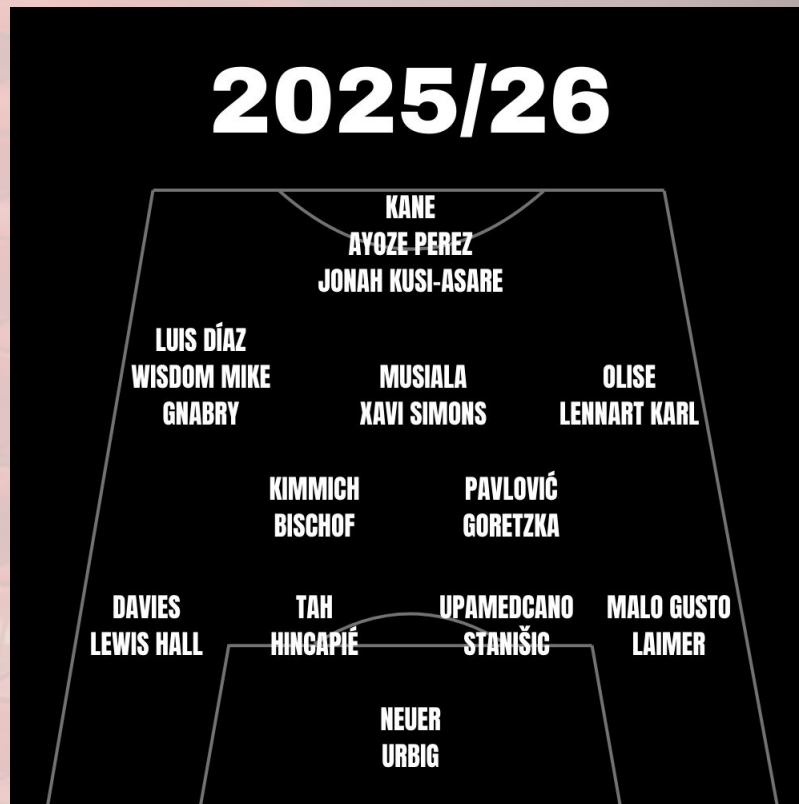 2025/26
KANE
AYOZE PEREZ
JONAH KUSI-ASARE
LUIS DÍAZ
WISDOM MIKE
GNABRY
MUSIALA
XAVI SIMONS
OLISE
LENNART KARL
KIMMICH
BISCHOF
PAVLOVIĆ
GORETZKA
DAVIES
LEWIS HALL
TAH
HINCAPIÉ
UPAMEDCANO
STANIŠIC
MALO GUSTO
LAIMER
NEUER
URBIG